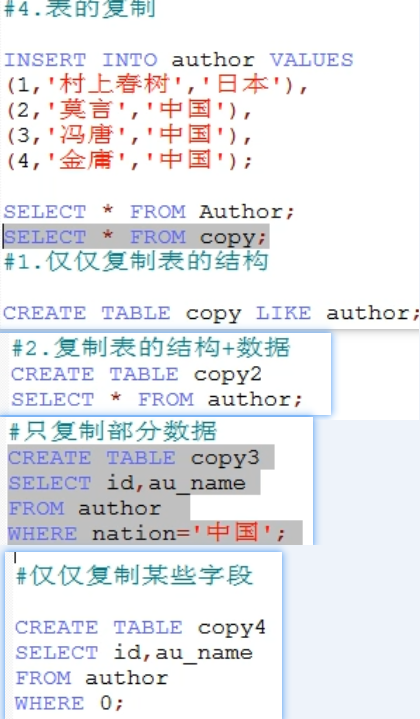 #4.表的复制
INSERT INTO author VALUES
(1,'村上春树','日本'),
(2,'莫言','中国'),
(3,'冯唐','中国'),
(4,'金庸','中国');
SELECT * FROM Author;
SELECT * FROM copy;
#1.仅仅复制表的结构
CREATE TABLE copy LIKE author;
#2.复制表的结构+数据
CREATE TABLE copy2
SELECT * FROM author;
#只复制部分数据
CREATE TABLE copy3
SELECT id,au_name
FROM author
WHERE nation='中国';
#仅仅复制某些字段
CREATE TABLE copy4
SELECT id,au_name
FROM author
WHERE 0;